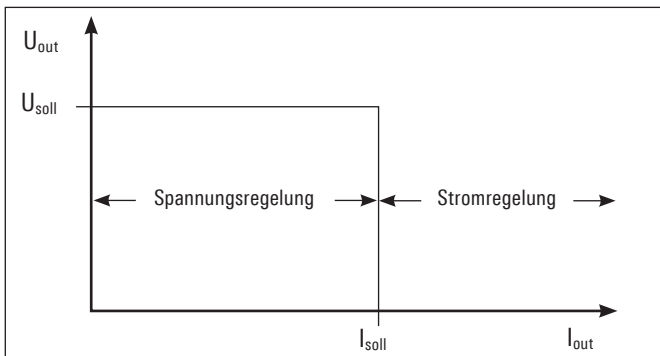 Uout
Usoll
Spannungsregelung
Stromregelung
Isoll
Iout